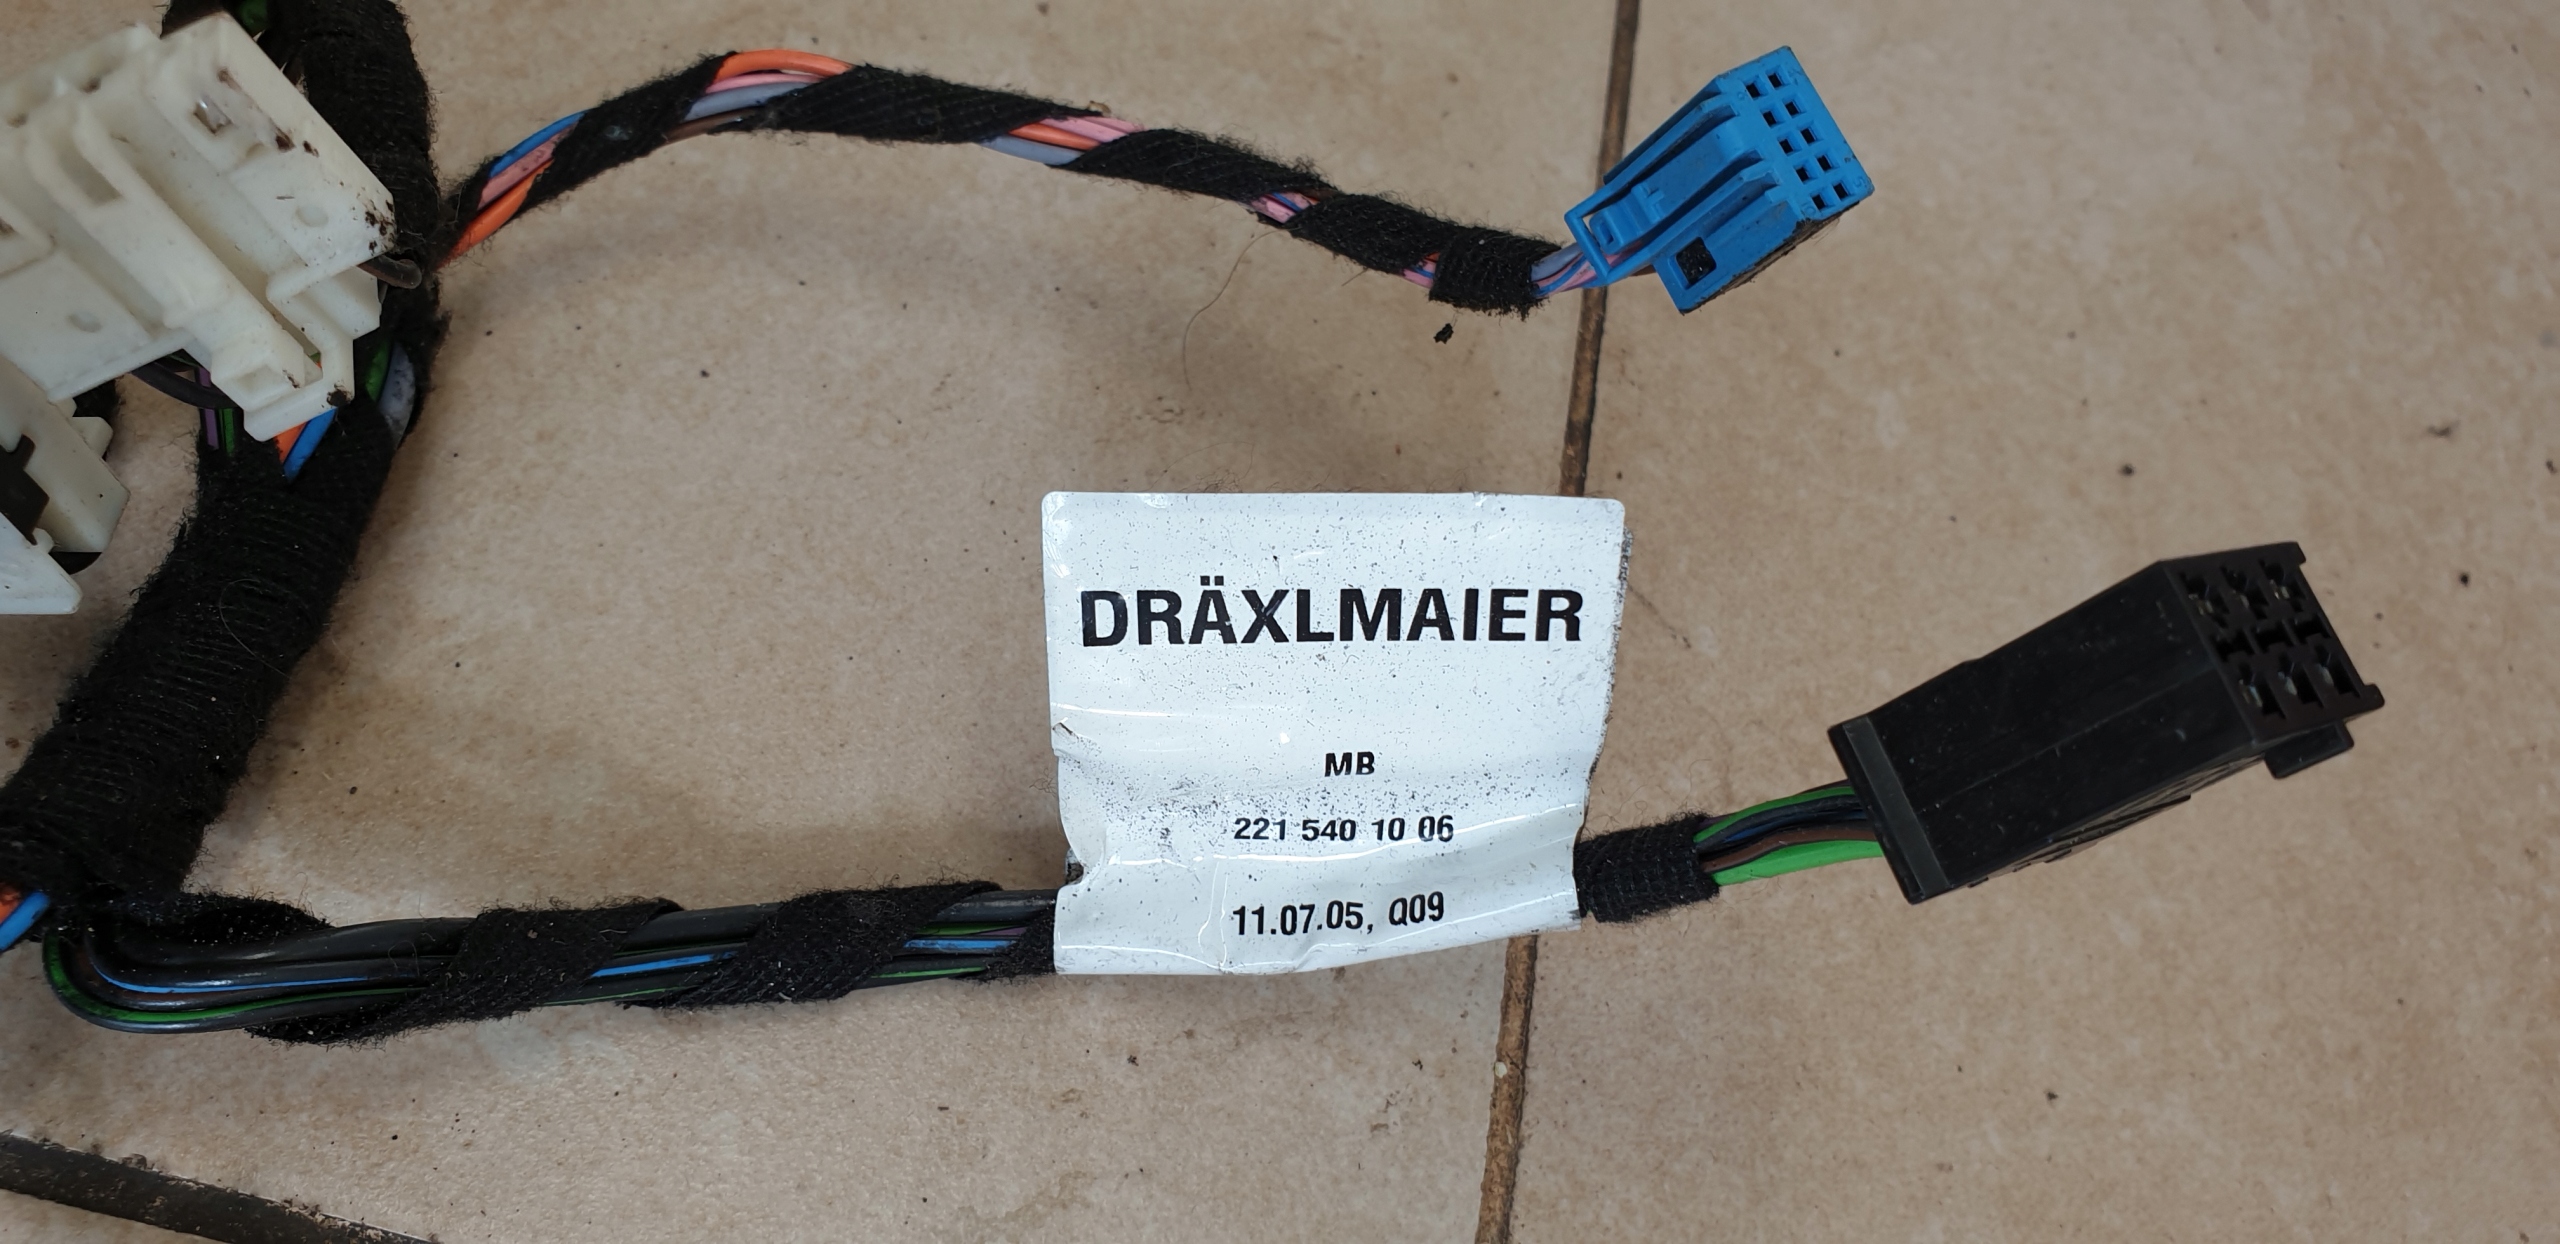 DRÄXLMAIER
MB
221 540 10 06
11.07.05, Q09